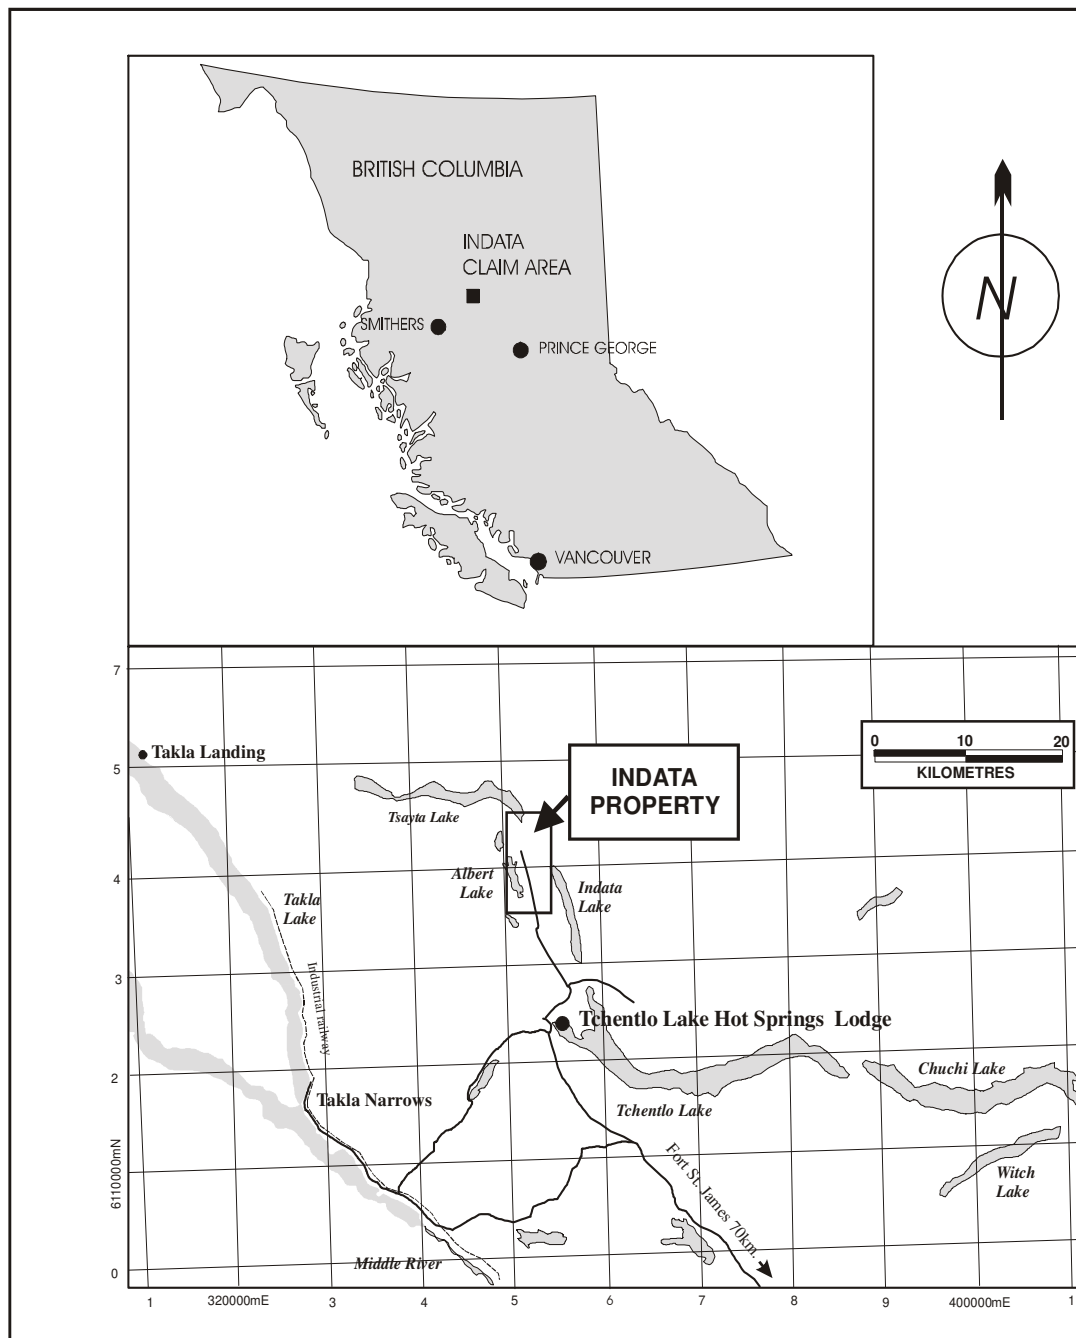 BRITISH COLUMBIA
INDATA
CLAIM AREA
SMITHERS
PRINCE GEORGE
VANCOUVER
N
7
Takla Landing
5
Tsayta Lake
INDATA
PROPERTY
0 10 20
KILOMETRES
4
Albert
Lake
Indata
Lake
Takla
Lake
Industrial railway
3
Tchentlo Lake Hot Springs Lodge
2
Takla Narrows
Tchentlo Lake
Chuchi Lake
Witch
Lake
Fort St. James 70km.
6110000mN
Middle River
0
1 320000mE 3 4 5 6 7 8 9 400000mE 1